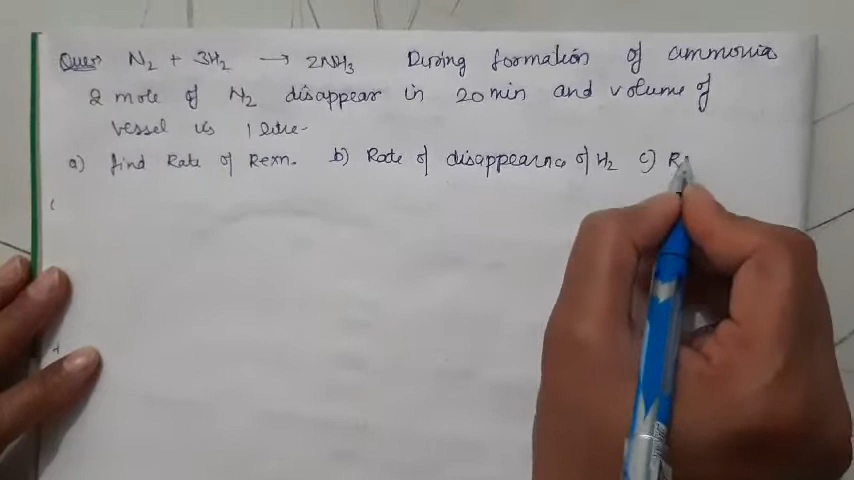 Ques N₂ + 3H₂ → 2NH₃ During formation of ammonia
2 mole of N₂ disappear in 20 min and volume of
vessel is 1 litre.
a) find Rate of Rexn. b) Rate of disappearnce of H₂ c) R